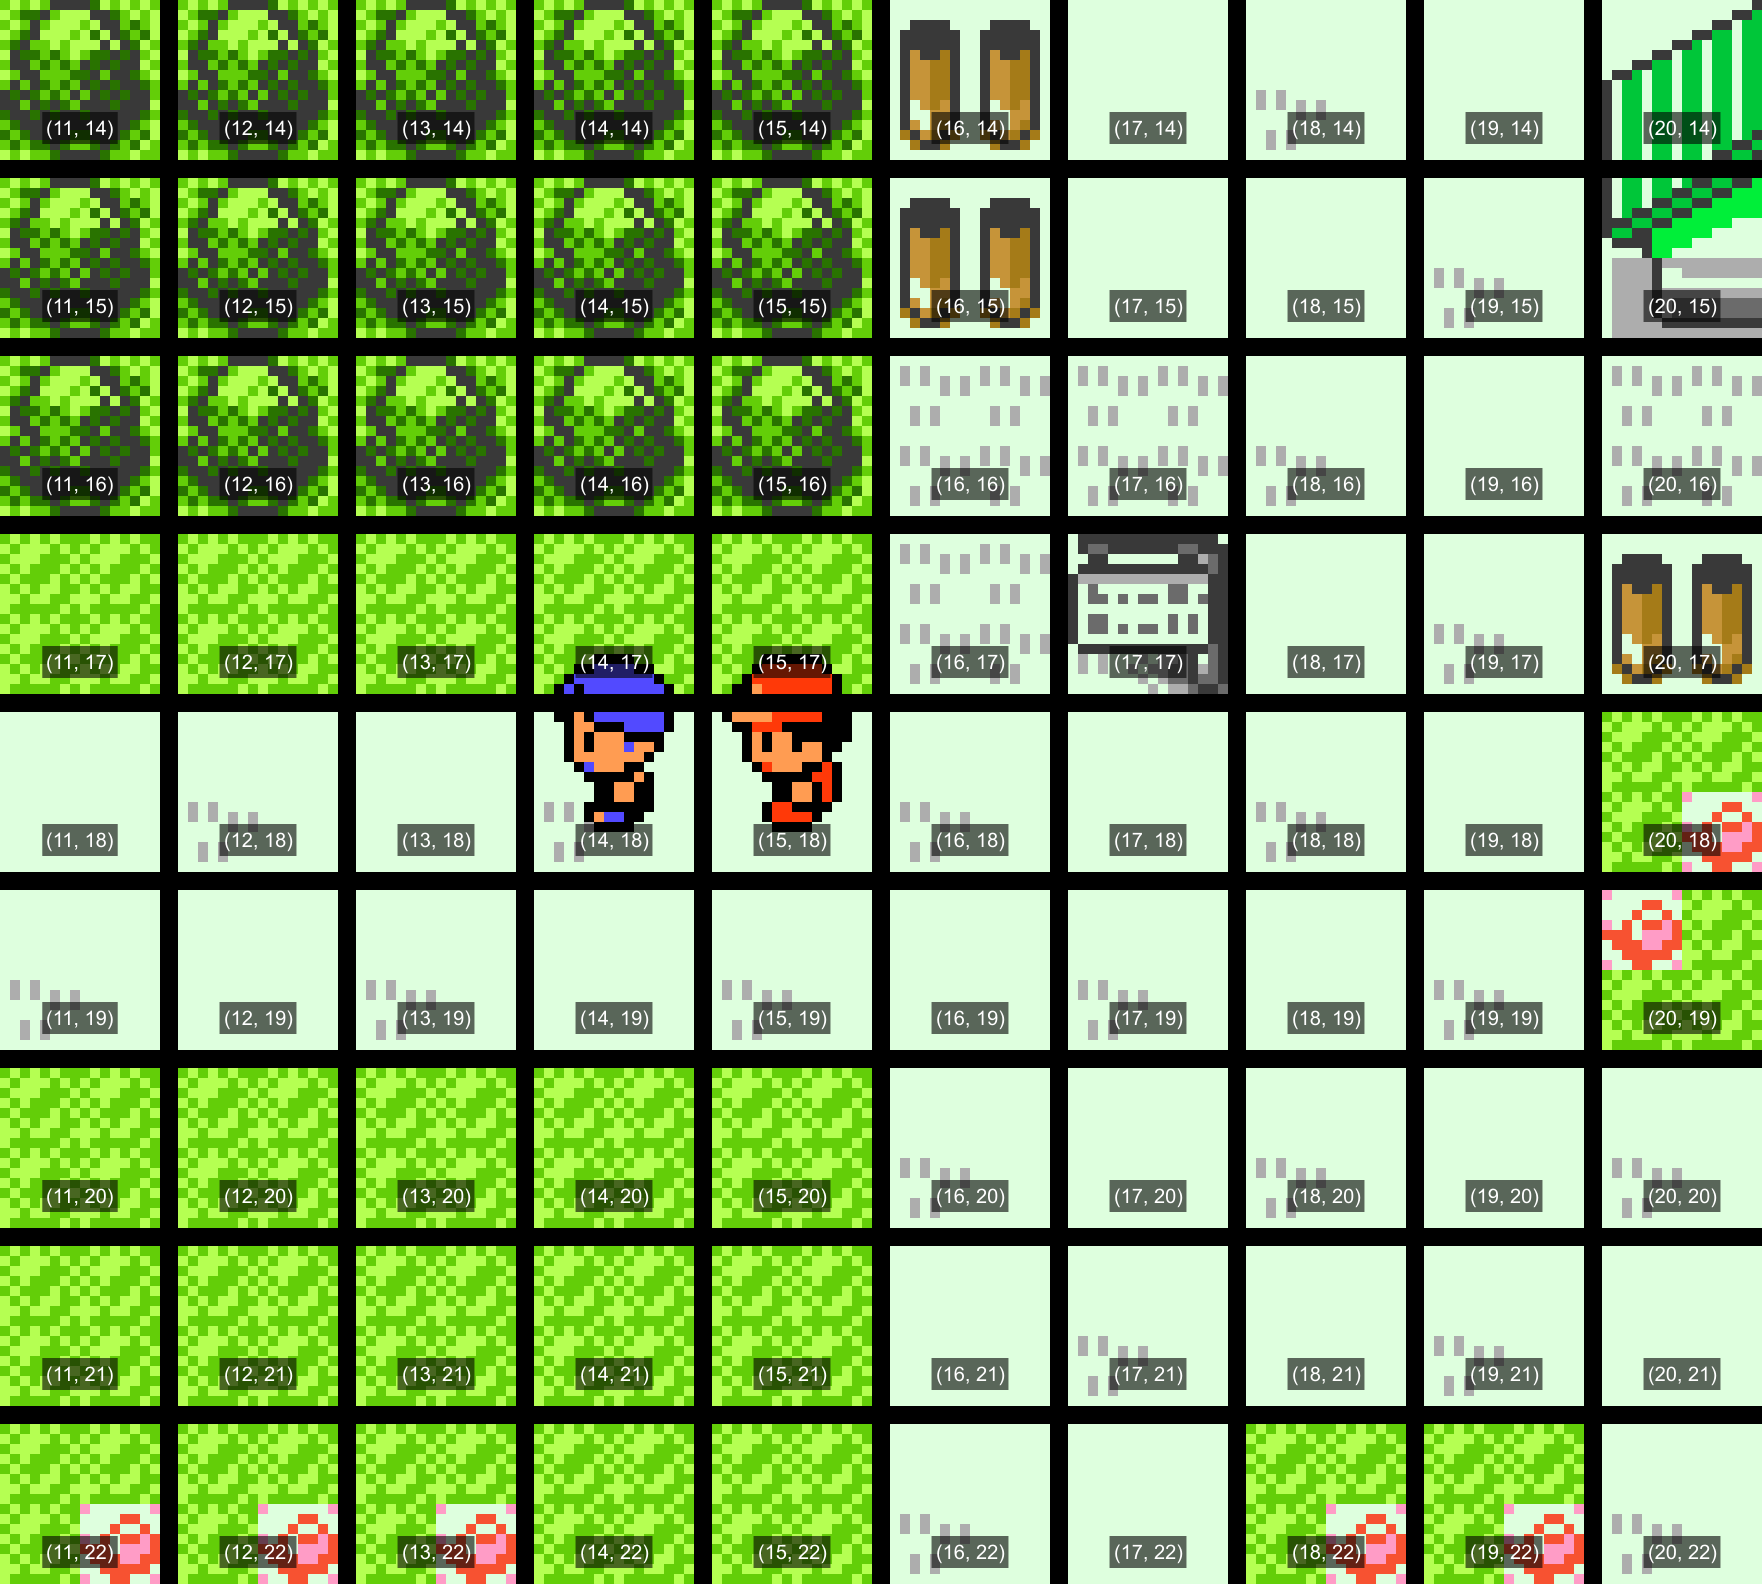 (11, 14) (12, 14) (13, 14) (14, 14) (15, 14) (16, 14) (17, 14) (18, 14) (19, 14) (20, 14)
(11, 15) (12, 15) (13, 15) (14, 15) (15, 15) (16, 15) (17, 15) (18, 15) (19, 15) (20, 15)
(11, 16) (12, 16) (13, 16) (14, 16) (15, 16) (16, 16) (17, 16) (18, 16) (19, 16) (20, 16)
(11, 17) (12, 17) (13, 17) (14, 17) (15, 17) (16, 17) (17, 17) (18, 17) (19, 17) (20, 17)
(11, 18) (12, 18) (13, 18) (14, 18) (15, 18) (16, 18) (17, 18) (18, 18) (19, 18) (20, 18)
(11, 19) (12, 19) (13, 19) (14, 19) (15, 19) (16, 19) (17, 19) (18, 19) (19, 19) (20, 19)
(11, 20) (12, 20) (13, 20) (14, 20) (15, 20) (16, 20) (17, 20) (18, 20) (19, 20) (20, 20)
(11, 21) (12, 21) (13, 21) (14, 21) (15, 21) (16, 21) (17, 21) (18, 21) (19, 21) (20, 21)
(11, 22) (12, 22) (13, 22) (14, 22) (15, 22) (16, 22) (17, 22) (18, 22) (19, 22) (20, 22)